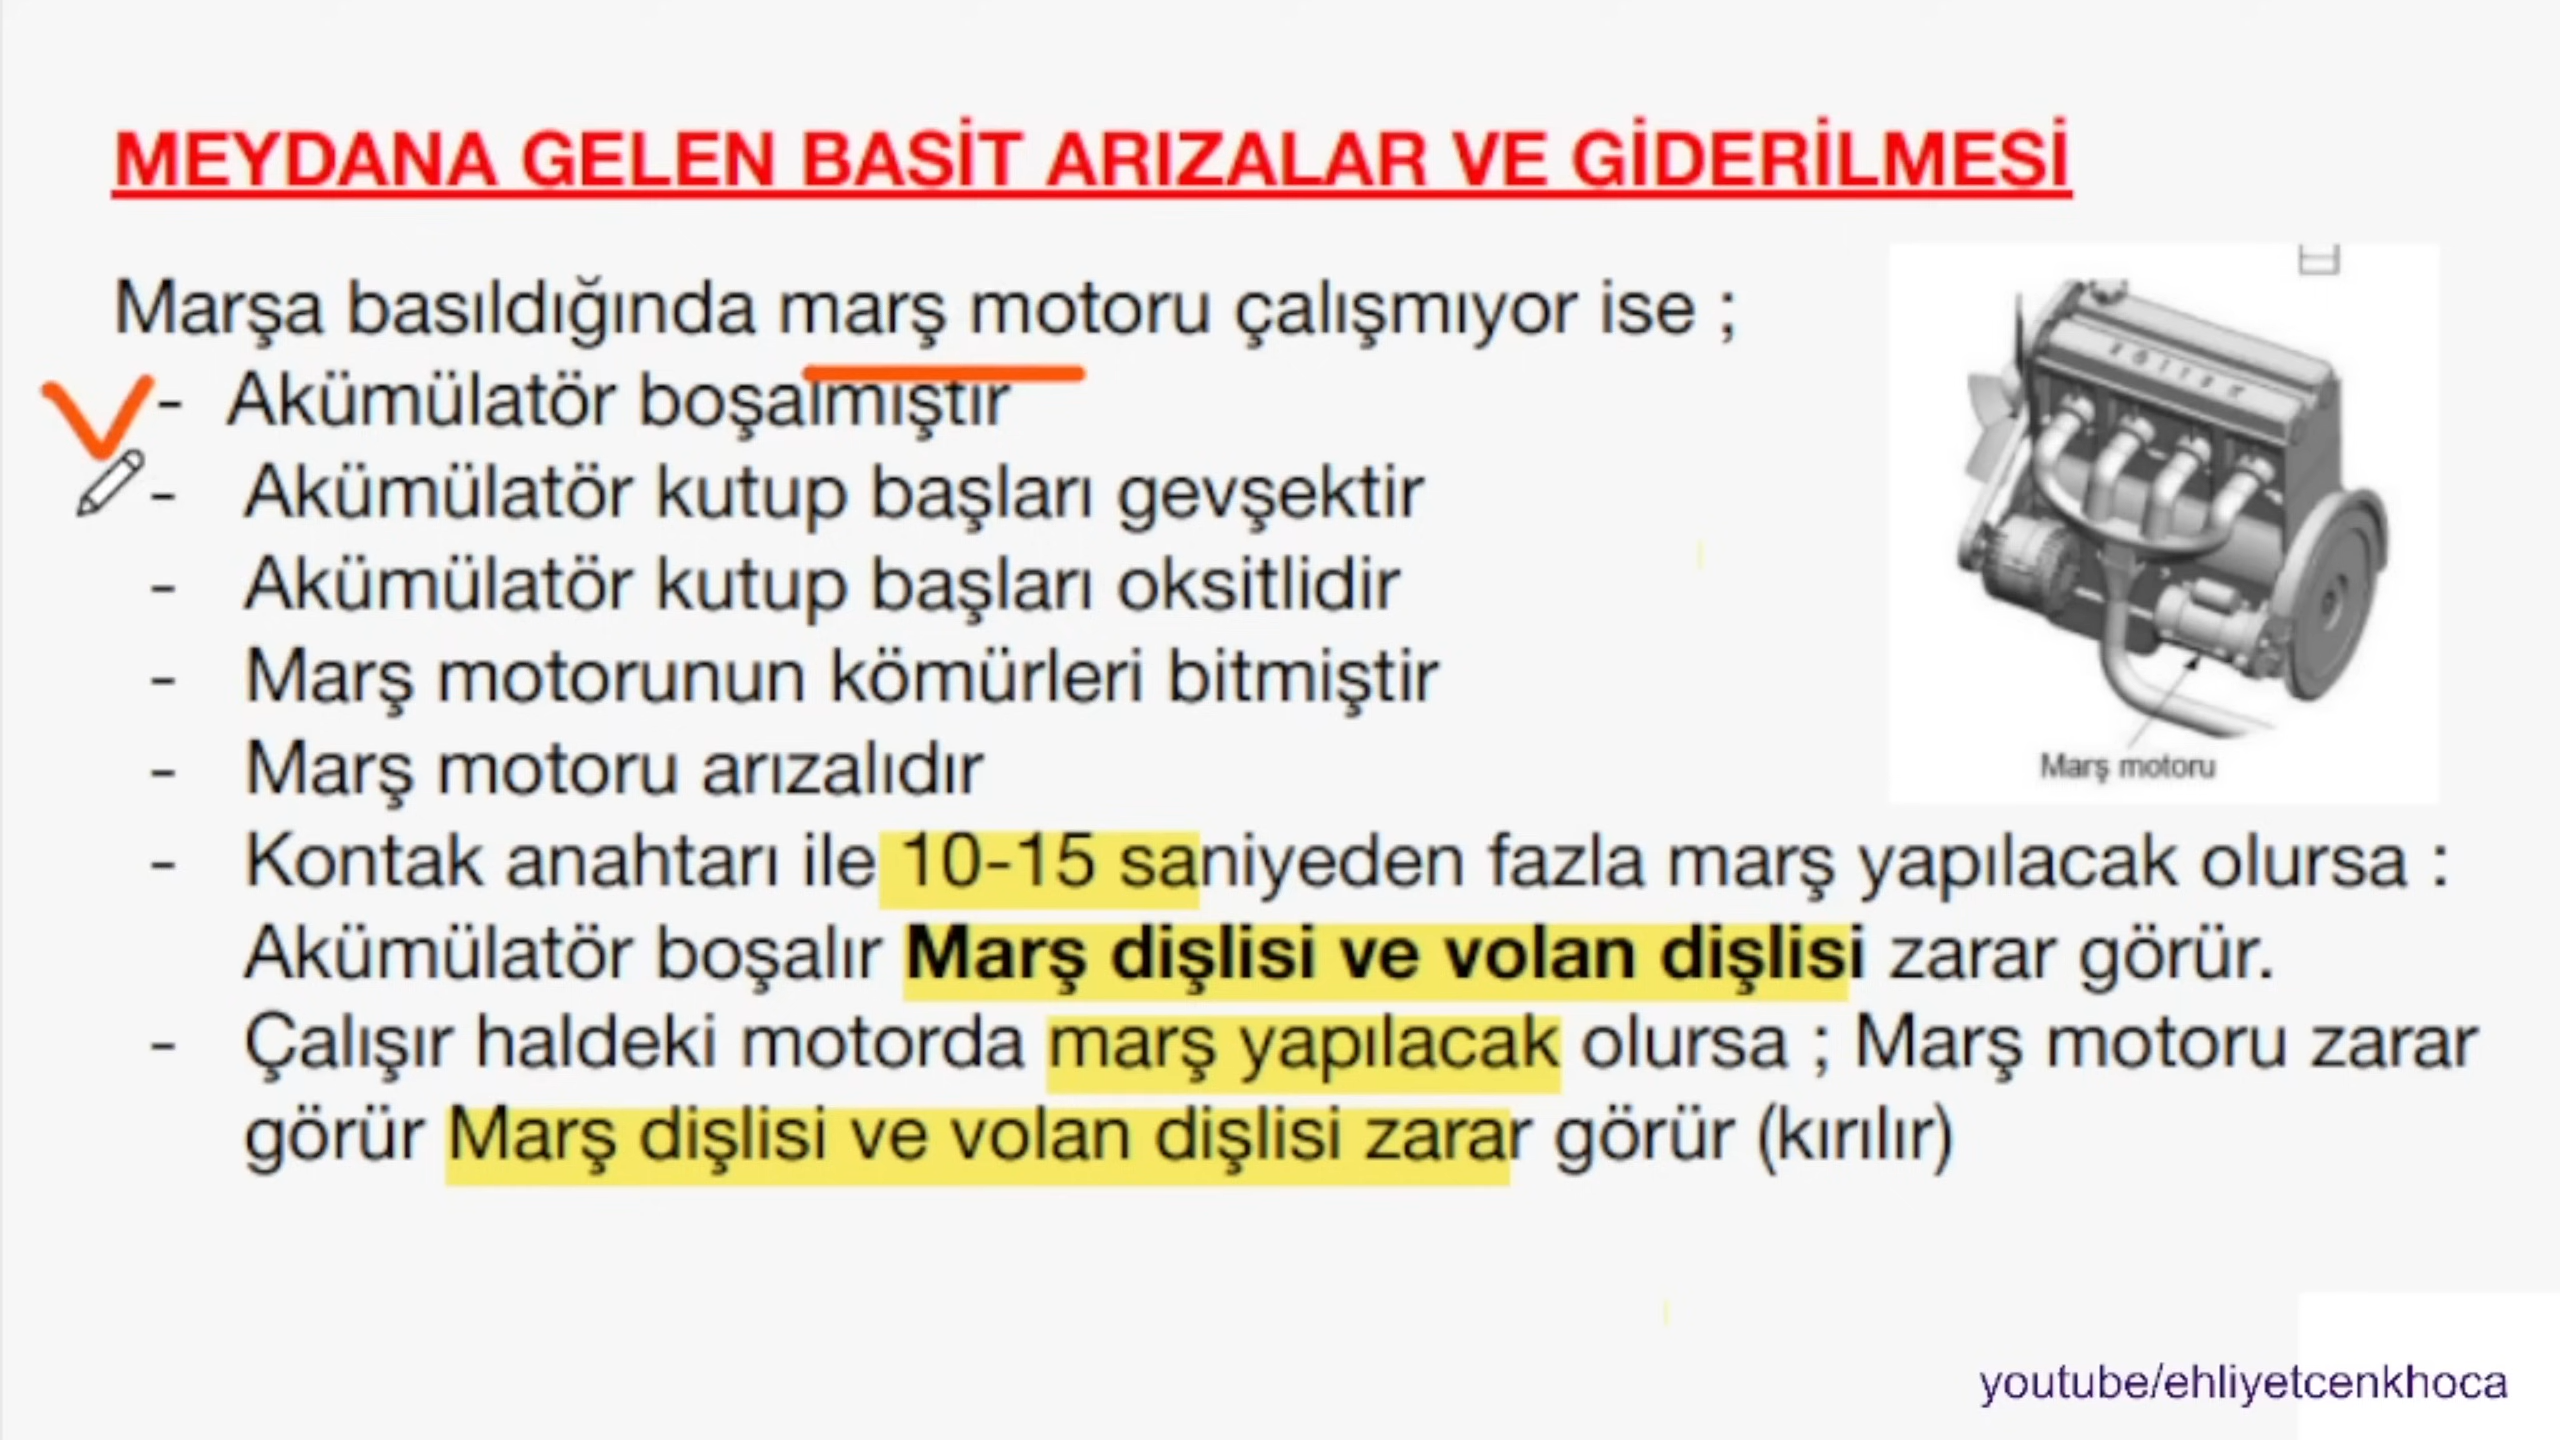 MEYDANA GELEN BASİT ARIZALAR VE GİDERİLMESİ
Marşa basıldığında marş motoru çalışmıyor ise ;
- Akümülatör boşalmıştır
- Akümülatör kutup başları gevşektir
- Akümülatör kutup başları oksitlidir
- Marş motorunun kömürleri bitmiştir
- Marş motoru arızalıdır
- Kontak anahtarı ile 10-15 saniyeden fazla marş yapılacak olursa :
Akümülatör boşalır Marş dişlisi ve volan dişlisi zarar görür.
- Çalışır haldeki motorda marş yapılacak olursa ; Marş motoru zarar
görür Marş dişlisi ve volan dişlisi zarar görür (kırılır)
Marş motoru
youtube/ehliyetcenkhoca